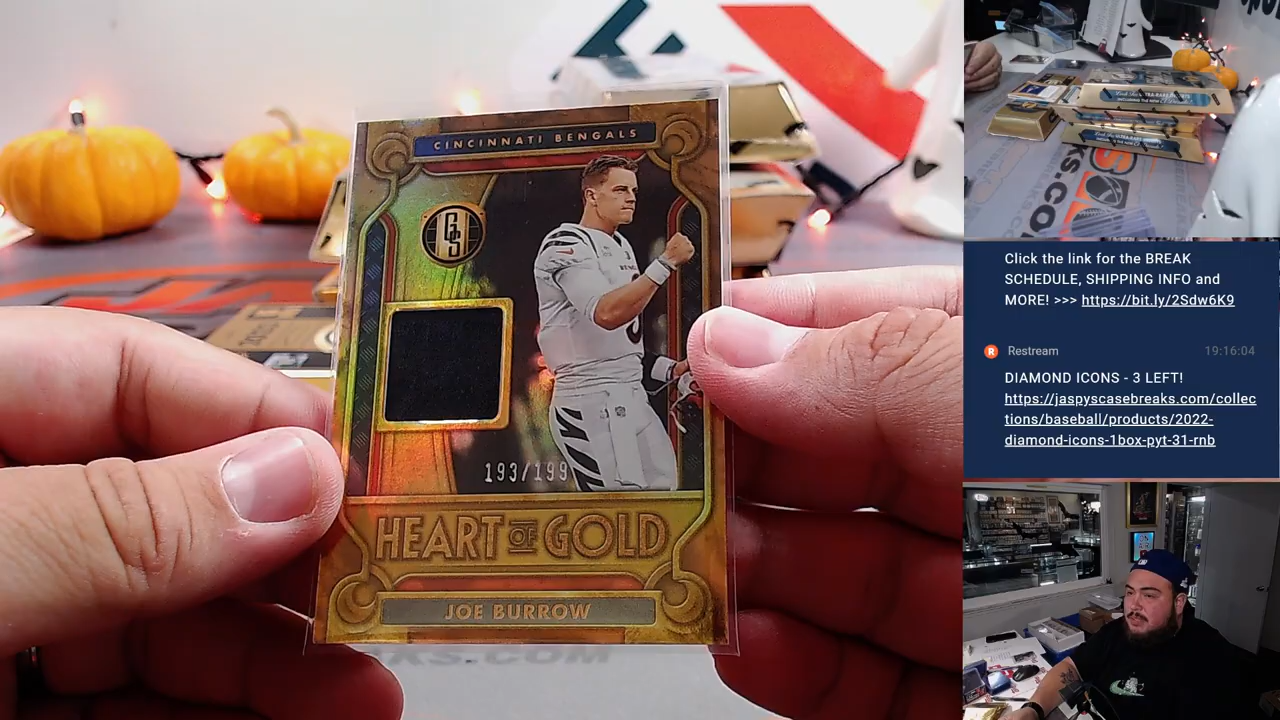 CINCINNATI BENGALS
GS
193/199
HEART OF GOLD
JOE BURROW
Click the link for the BREAK
SCHEDULE, SHIPPING INFO and
MORE! >>> https://bit.ly/2Sdw6K9
R Restream 19:16:04
DIAMOND ICONS - 3 LEFT!
https://jaspyscasebreaks.com/collec
tions/baseball/products/2022-
diamond-icons-1box-pyt-31-rnb